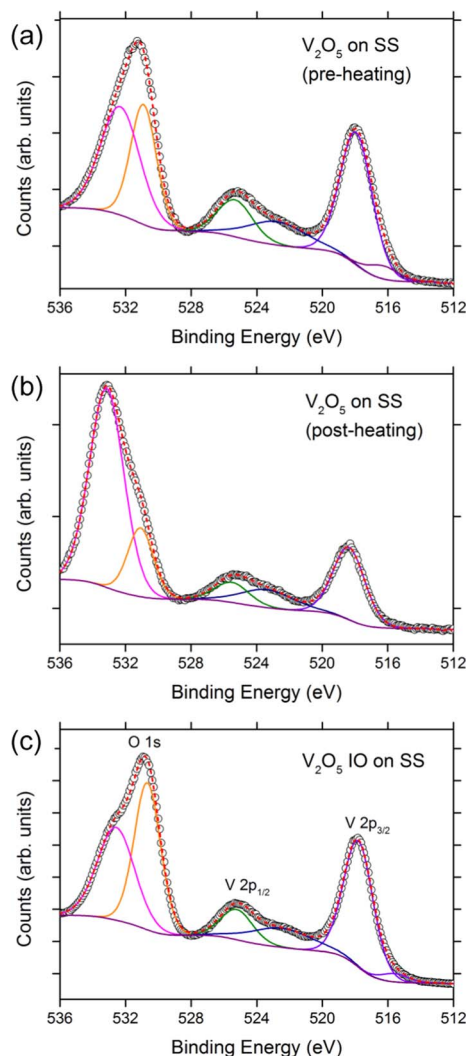 (a)
V₂O₅ on SS
(pre-heating)
Counts (arb. units)
536 532 528 524 520 516 512
Binding Energy (eV)
(b)
V₂O₅ on SS
(post-heating)
Counts (arb. units)
536 532 528 524 520 516 512
Binding Energy (eV)
(c)
O 1s
V₂O₅ IO on SS
V 2p₃/₂
V 2p₁/₂
Counts (arb. units)
536 532 528 524 520 516 512
Binding Energy (eV)